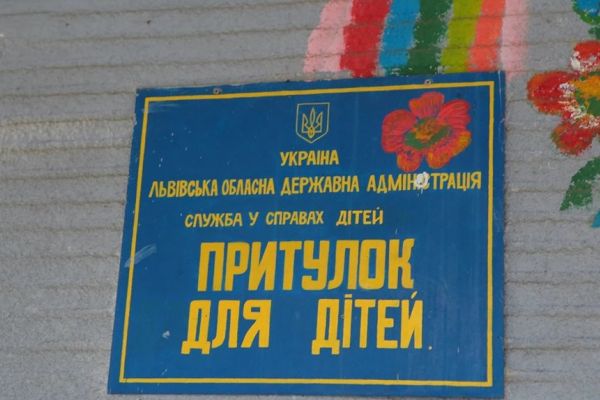 УКРАЇНА
ЛЬВІВСЬКА ОБЛАСНА ДЕРЖАВНА АДМІНІСТРАЦІЯ
СЛУЖБА У СПРАВАХ ДІТЕЙ
ПРИТУЛОК
ДЛЯ ДІТЕЙ